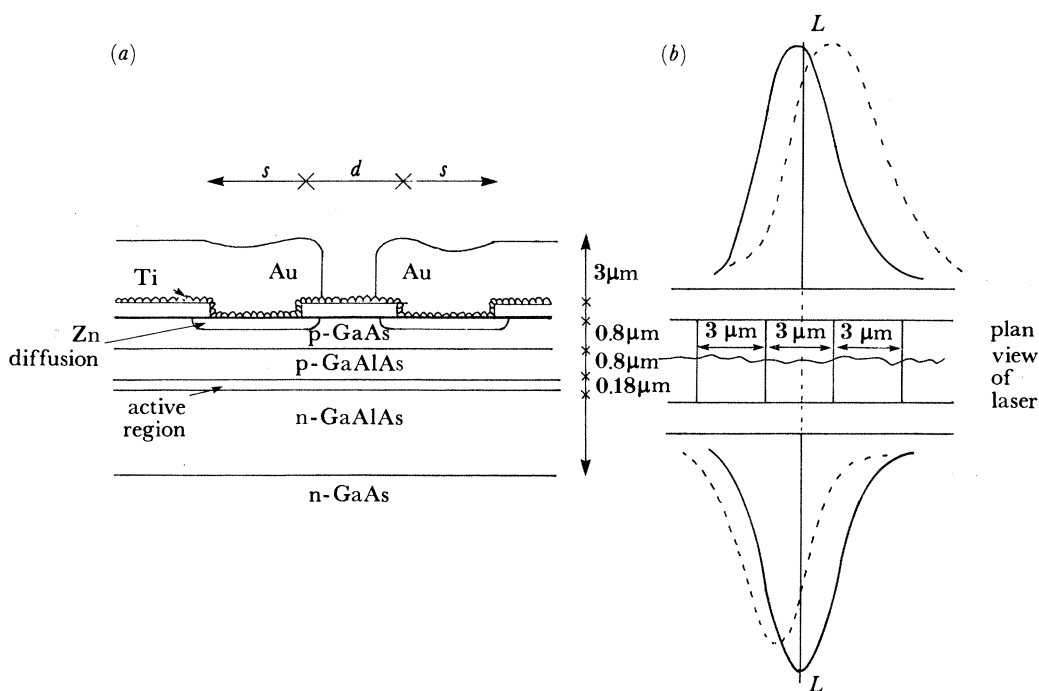 (a)
s d s
Ti
Au Au
Zn
diffusion
p-GaAs
p-GaAlAs
active
region
n-GaAlAs
n-GaAs
3μm
0.8μm
0.8μm
0.18μm
(b)
L
3 μm 3 μm 3 μm
plan
view
of
laser
L